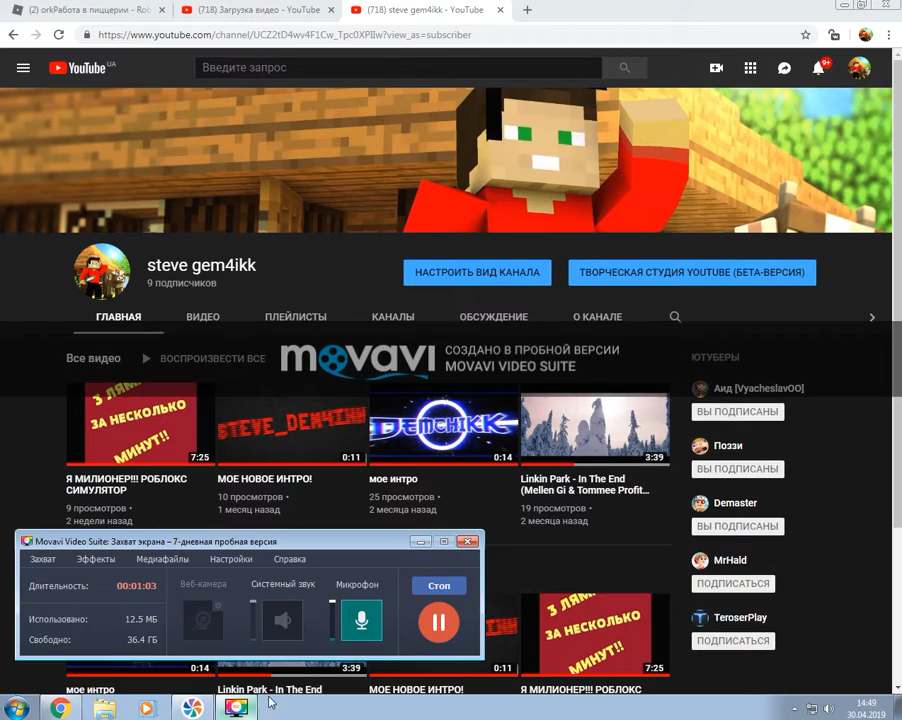 (2) orkРабота в пиццерии - Rob
(718) Загрузка видео - YouTube
(718) steve gem4ikk - YouTube
https://www.youtube.com/channel/UCZ2tD4wv4F1Cw_Tpc0XPIIw?view_as=subscriber
YouTube UA
Введите запрос
9+
steve gem4ikk
9 подписчиков
НАСТРОИТЬ ВИД КАНАЛА
ТВОРЧЕСКАЯ СТУДИЯ YOUTUBE (БЕТА-ВЕРСИЯ)
ГЛАВНАЯ
ВИДЕО
ПЛЕЙЛИСТЫ
КАНАЛЫ
ОБСУЖДЕНИЕ
О КАНАЛЕ
Все видео
ВОСПРОИЗВЕСТИ ВСЕ
movavi
СОЗДАНО В ПРОБНОЙ ВЕРСИИ
MOVAVI VIDEO SUITE
ЮТУБЕРЫ
Аид [VyacheslavOO]
ВЫ ПОДПИСАНЫ
Поззи
ВЫ ПОДПИСАНЫ
Demaster
ВЫ ПОДПИСАНЫ
MrHald
ПОДПИСАТЬСЯ
TeroserPlay
ПОДПИСАТЬСЯ
3 ЛЯМА
ЗА НЕСКОЛЬКО
МИНУТ!!
7:25
STEVE_DEM4IKK
0:11
DEMCHIKK
0:14
3:39
Я МИЛИОНЕР!!! РОБЛОКС
СИМУЛЯТОР
9 просмотров •
2 недели назад
МОЕ НОВОЕ ИНТРО!
10 просмотров •
1 месяц назад
мое интро
25 просмотров •
2 месяца назад
Linkin Park - In The End
(Mellen Gi & Tommee Profit...
19 просмотров •
2 месяца назад
Movavi Video Suite: Захват экрана – 7-дневная пробная версия
Захват
Эффекты
Медиафайлы
Настройки
Справка
Длительность:
00:01:03
Использовано:
12.5 МБ
Свободно:
36.4 ГБ
Веб-камера
Системный звук
Микрофон
Стоп
0:14
3:39
0:11
3 ЛЯМА
ЗА НЕСКОЛЬКО
МИНУТ!!
7:25
мое интро
Linkin Park - In The End
МОЕ НОВОЕ ИНТРО!
Я МИЛИОНЕР!!! РОБЛОКС
14:49
30.04.2019